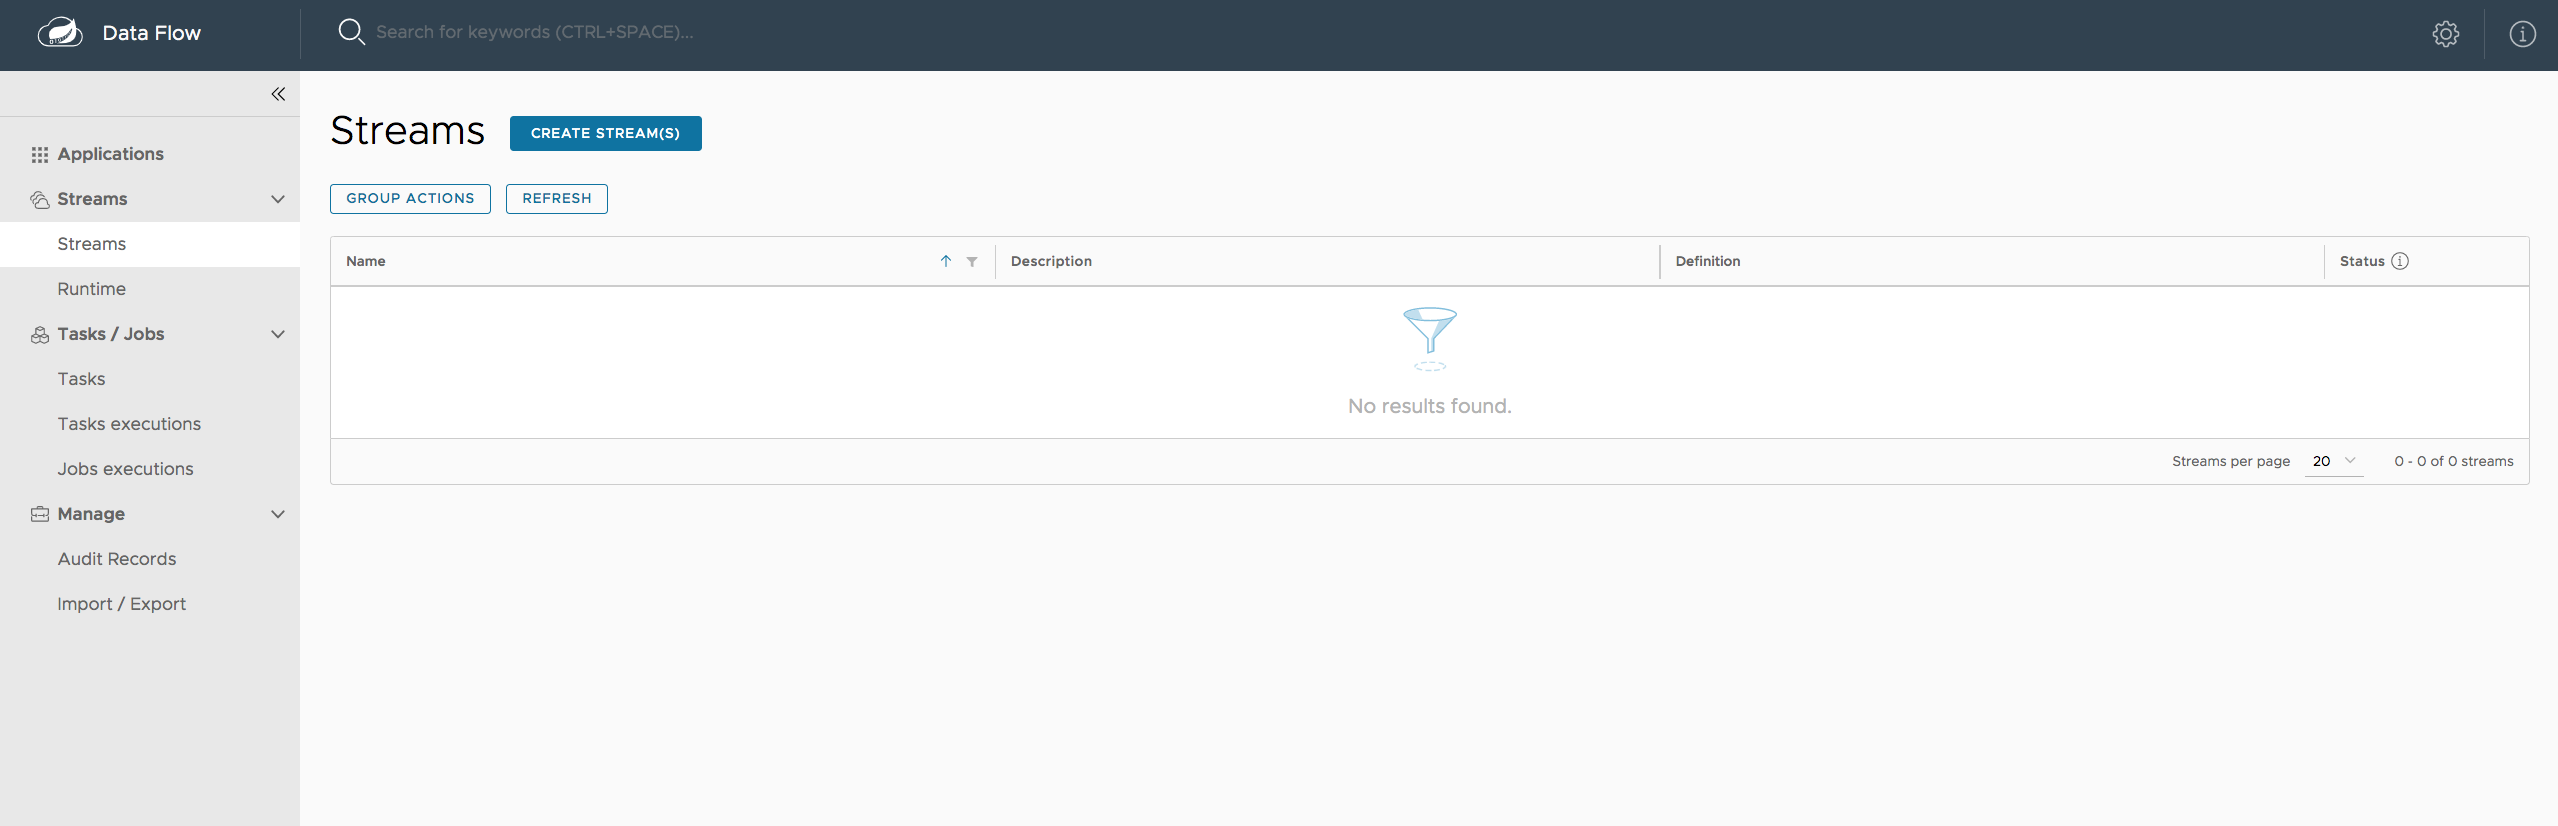 Data Flow
Search for keywords (CTRL+SPACE)...
Applications
Streams
Streams
Runtime
Tasks / Jobs
Tasks
Tasks executions
Jobs executions
Manage
Audit Records
Import / Export
Streams CREATE STREAM(S)
GROUP ACTIONS REFRESH
Name Description Definition Status
No results found.
Streams per page 20 0 - 0 of 0 streams